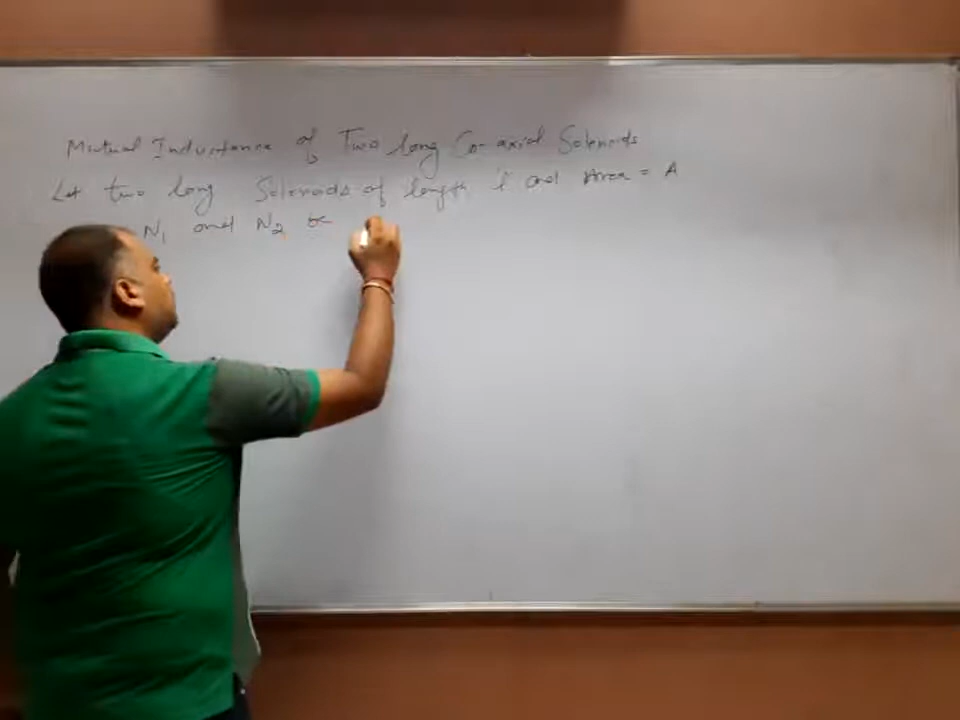 Mutual Inductance of Two long Co-axial Solenoids
Let two long Solenoids of length l and Area = A
N1 and N2 be